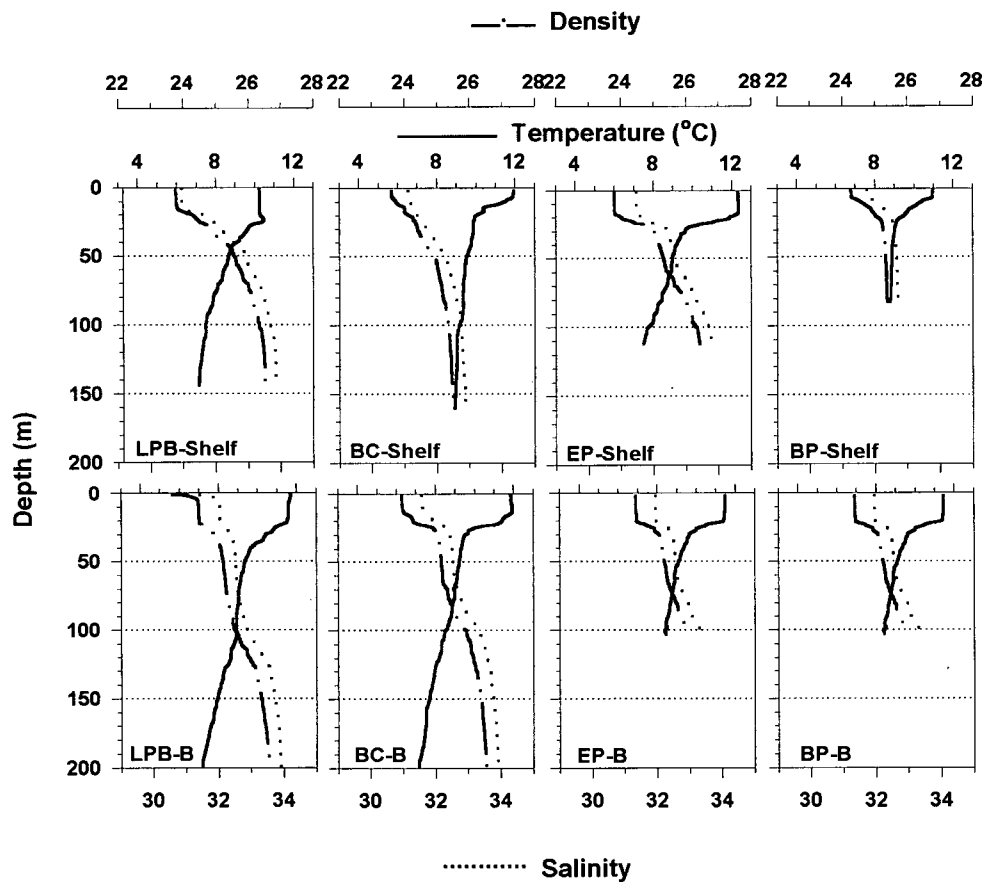 Density
22 24 26 28 22 24 26 28 22 24 26 28 22 24 26 28
Temperature (°C)
4 8 12 4 8 12 4 8 12 4 8 12
Depth (m)
0
50
100
150
200
LPB-Shelf BC-Shelf EP-Shelf BP-Shelf
0
50
100
150
200
LPB-B BC-B EP-B BP-B
30 32 34 30 32 34 30 32 34 30 32 34
Salinity